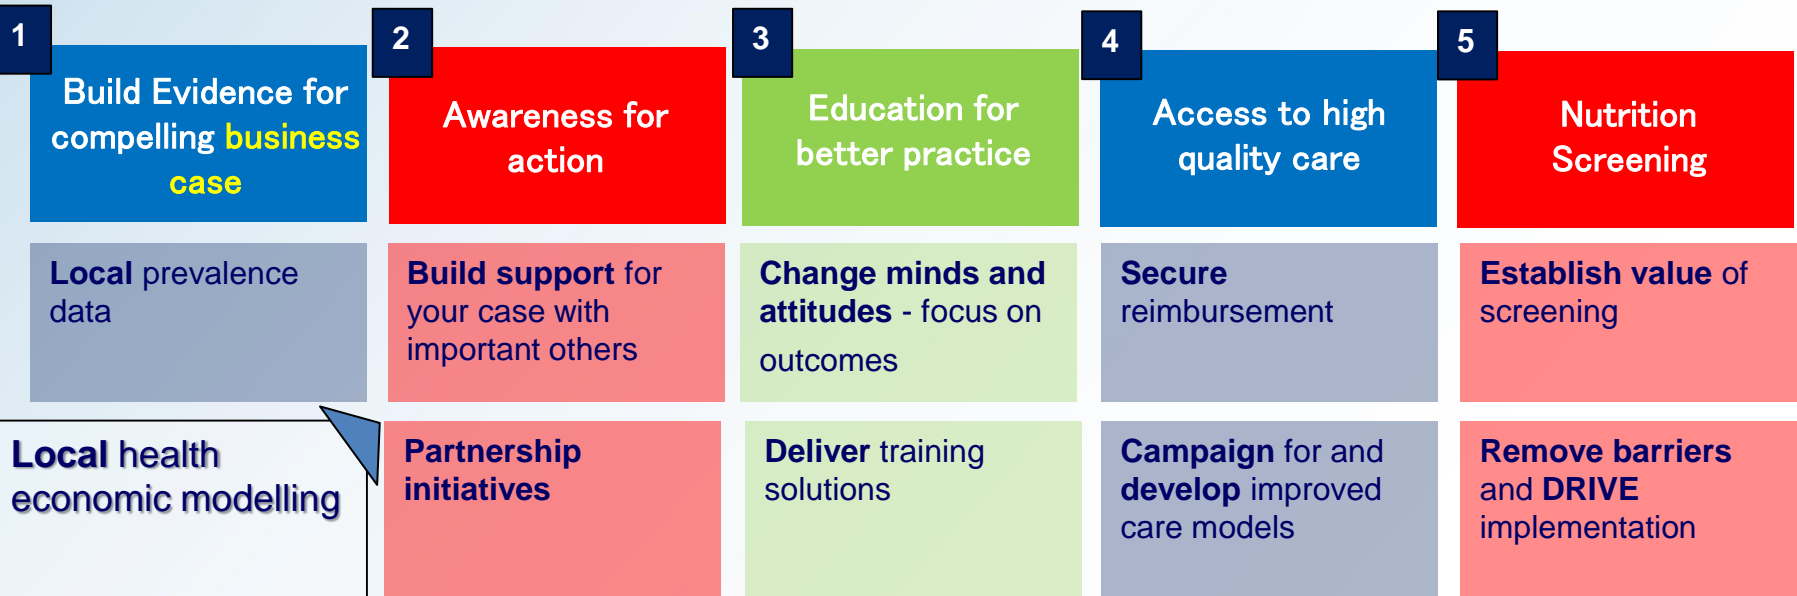 1
Build Evidence for
compelling business
case
Local prevalence
data
Local health
economic modelling
2
Awareness for
action
Build support for
your case with
important others
Partnership
initiatives
3
Education for
better practice
Change minds and
attitudes - focus on
outcomes
Deliver training
solutions
4
Access to high
quality care
Secure
reimbursement
Campaign for and
develop improved
care models
5
Nutrition
Screening
Establish value of
screening
Remove barriers
and DRIVE
implementation